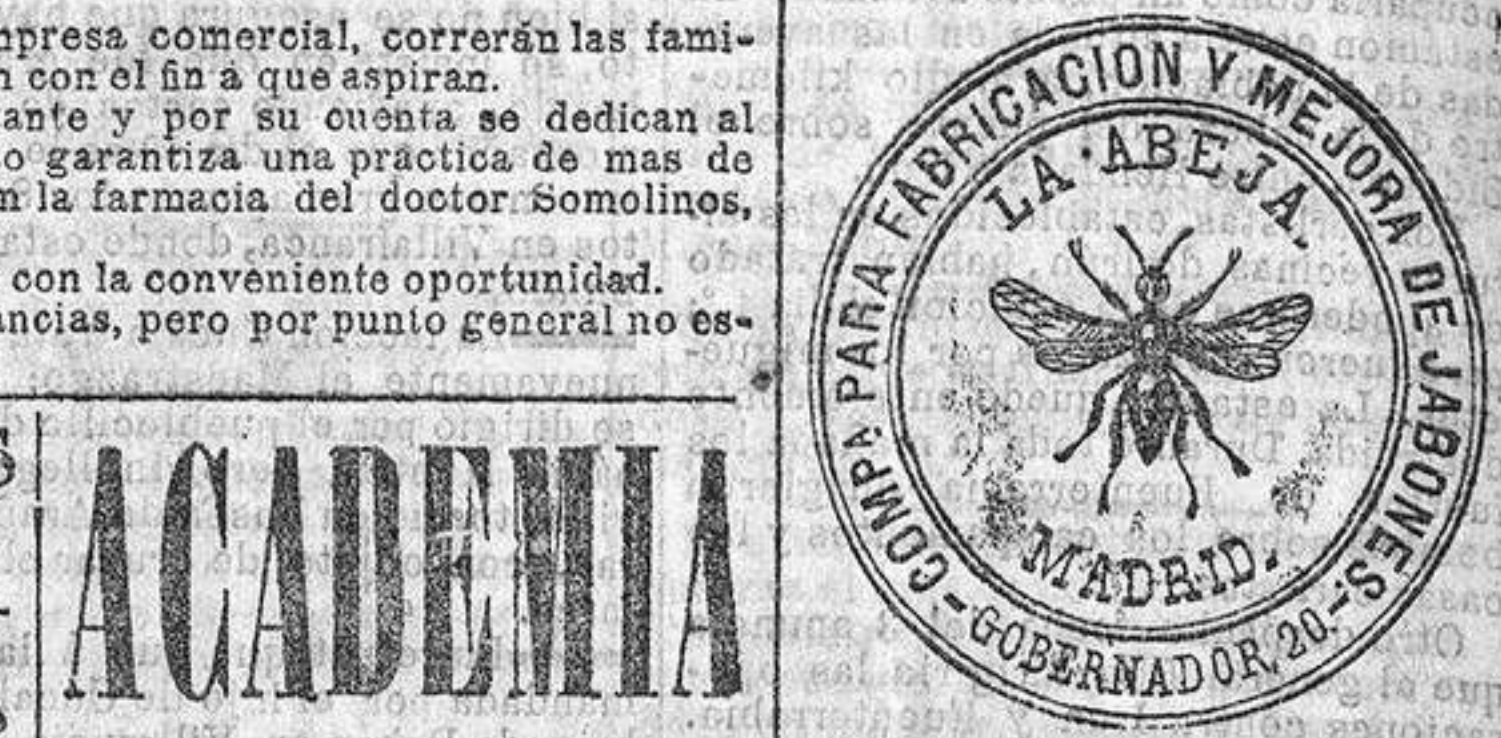 mpresa comercial, correrán las fami-
n con el fin á que aspiran.
ante y por su cuenta se dedican al
o garantiza una practica de mas de
n la farmacia del doctor Somolinos,
con la conveniente oportunidad.
ancias, pero por punto general no es-
ACADEMIA
COMPA. PARA FABRICACION Y MEJORA DE JABONES.-
LA ABEJA.
MADRID.
-GOBERNADOR, 20.-